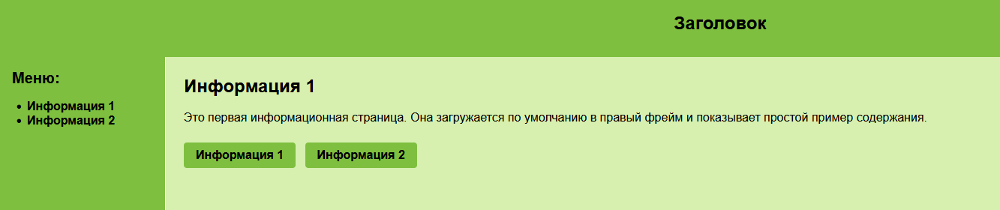 Заголовок
Меню:
Информация 1
Информация 2
Информация 1
Это первая информационная страница. Она загружается по умолчанию в правый фрейм и показывает простой пример содержания.
Информация 1
Информация 2